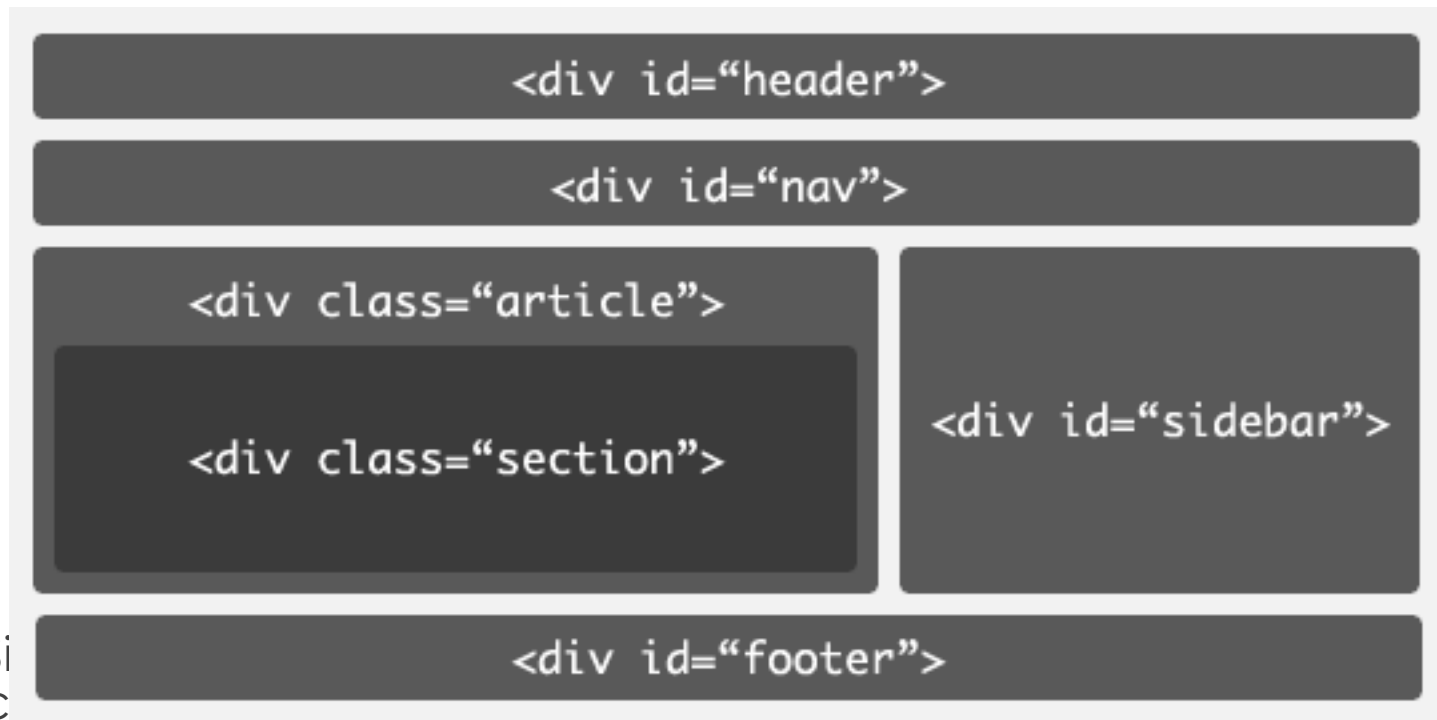 <div id=“header”>
<div id=“nav”>
<div class=“article”>
<div class=“section”>
<div id=“sidebar”>
<div id=“footer”>